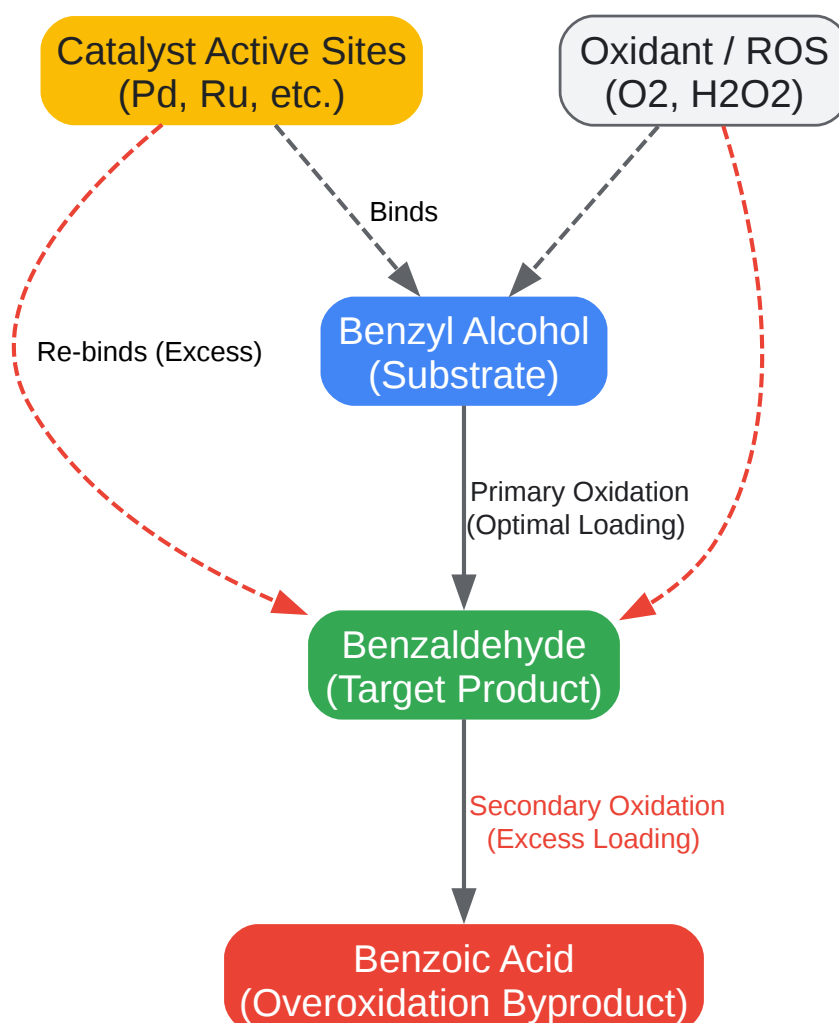 Catalyst Active Sites
(Pd, Ru, etc.)
Oxidant / ROS
(O2, H2O2)
Binds
Benzyl Alcohol
(Substrate)
Re-binds (Excess)
Primary Oxidation
(Optimal Loading)
Benzaldehyde
(Target Product)
Secondary Oxidation
(Excess Loading)
Benzoic Acid
(Overoxidation Byproduct)